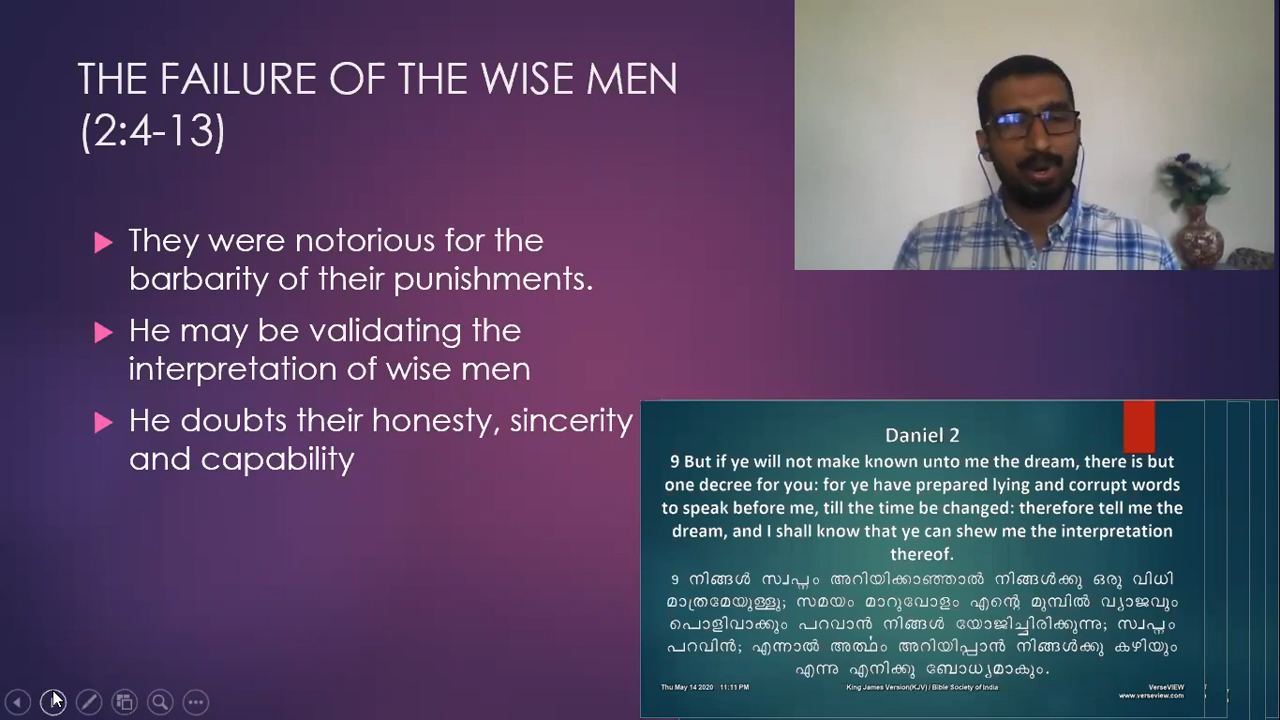 THE FAILURE OF THE WISE MEN
(2:4-13)
They were notorious for the
barbarity of their punishments.
He may be validating the
interpretation of wise men
He doubts their honesty, sincerity
and capability
Daniel 2
9 But if ye will not make known unto me the dream, there is but
one decree for you: for ye have prepared lying and corrupt words
to speak before me, till the time be changed: therefore tell me the
dream, and I shall know that ye can shew me the interpretation
thereof.
9 നിങ്ങൾ സ്വപ്നം അറിയിക്കാഞ്ഞാൽ നിങ്ങൾക്കു ഒരു വിധി
മാത്രമേയുള്ളൂ; സമയം മാറുവോളം എന്റെ മുമ്പിൽ വ്യാജവും
പൊളിവാക്കും പറവാൻ നിങ്ങൾ യോജിച്ചിരിക്കുന്നു; സ്വപ്നം
പറവിൻ; എന്നാൽ അർത്ഥം അറിയിപ്പാൻ നിങ്ങൾക്കു കഴിയും
എന്നു എനിക്കു ബോധ്യമാകും.
Thu May 14 2020 11:11 PM
King James Version(KJV) / Bible Society of India
VerseVIEW
www.verseview.com